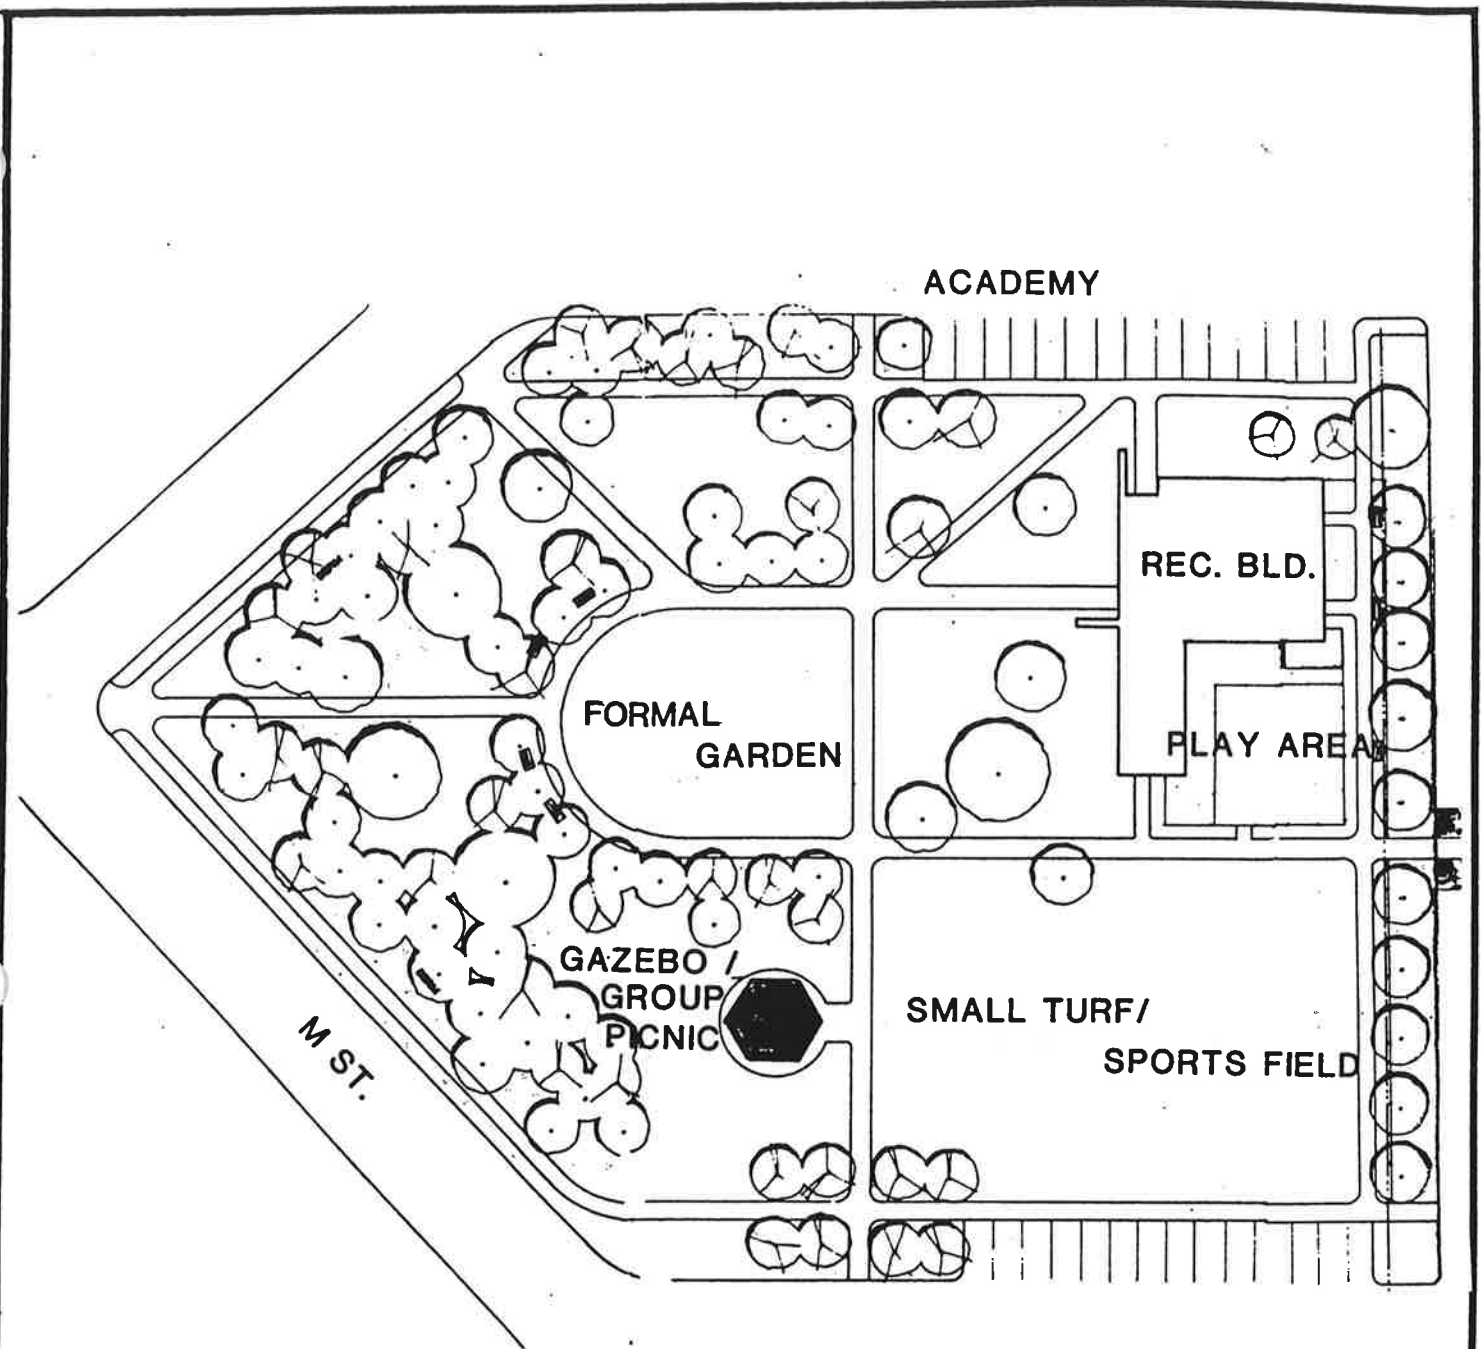 ACADEMY
REC. BLD.
FORMAL
GARDEN
PLAY AREA
GAZEBO /
GROUP
PICNIC
SMALL TURF/
SPORTS FIELD
M ST.